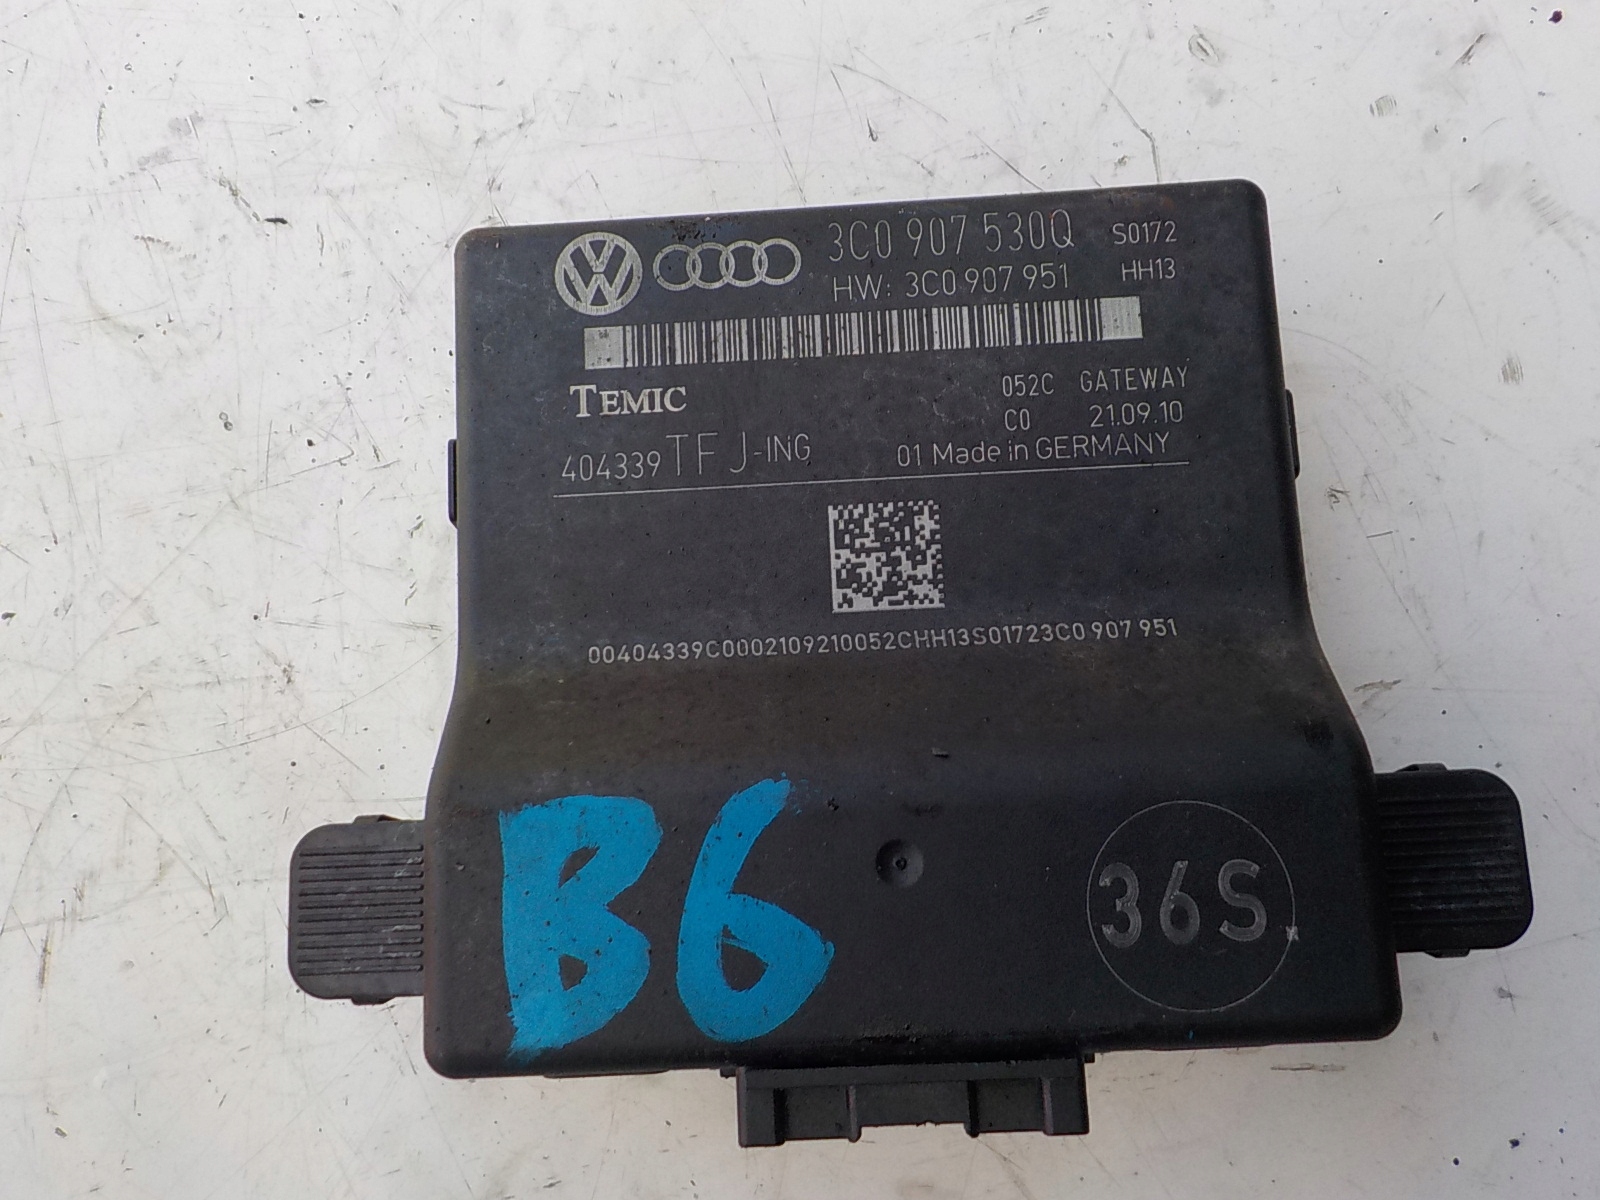 3C0 907 530Q S0172
HW: 3C0 907 951 HH13
TEMIC 052C GATEWAY
C0 21.09.10
404339 TF J-ING 01 Made in GERMANY
00404339C0002109210052CHH13S01723C0 907 951
B6
36S